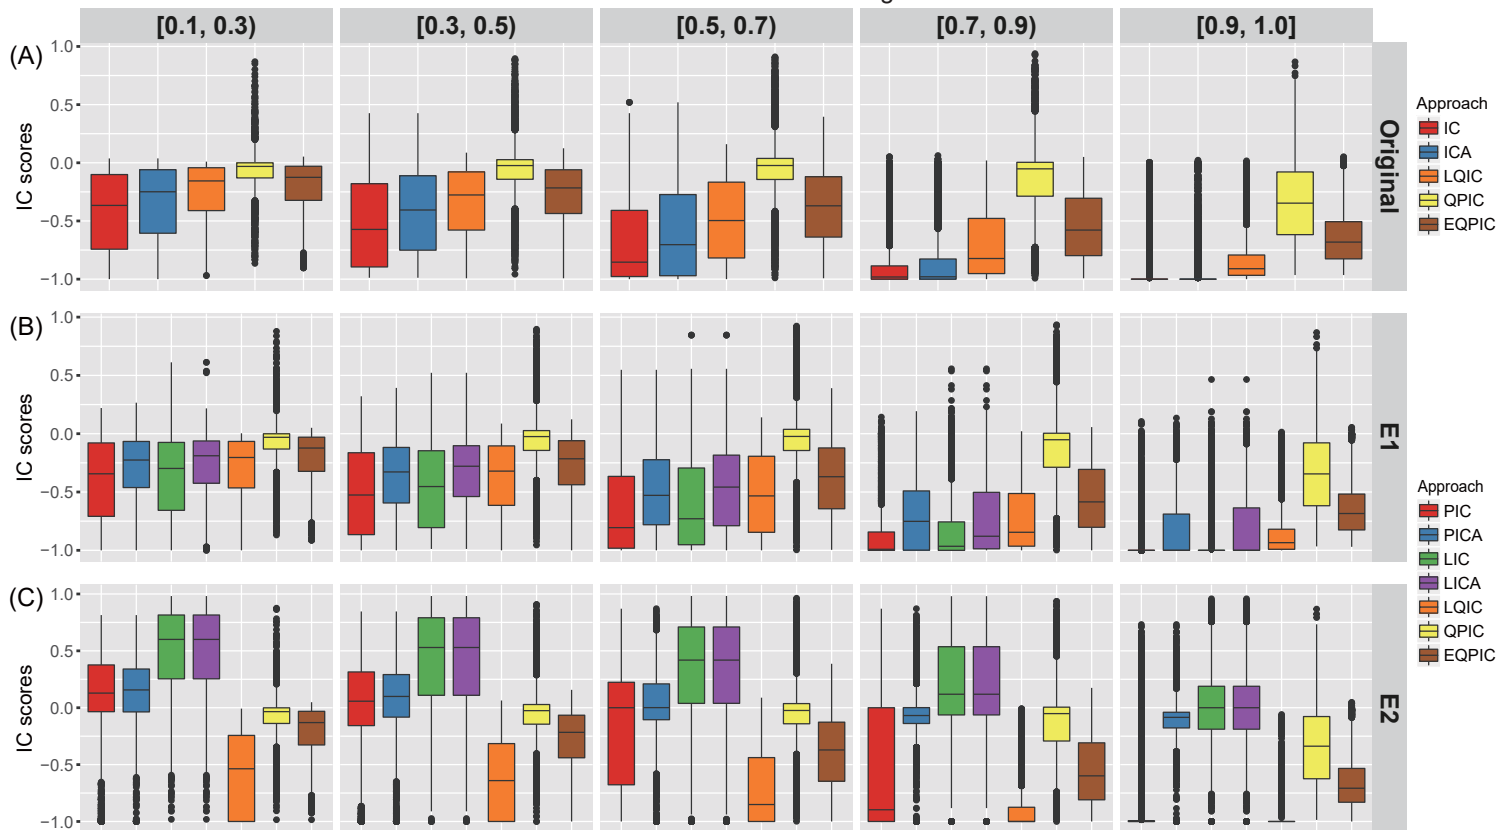 [0.1, 0.3) [0.3, 0.5) [0.5, 0.7) [0.7, 0.9) [0.9, 1.0]
(A)
IC scores
1.0
0.5
0.0
−0.5
−1.0
Original
Approach
IC
ICA
LQIC
QPIC
EQPIC
(B)
IC scores
1.0
0.5
0.0
−0.5
−1.0
E1
Approach
PIC
PICA
LIC
LICA
LQIC
QPIC
EQPIC
(C)
IC scores
1.0
0.5
0.0
−0.5
−1.0
E2